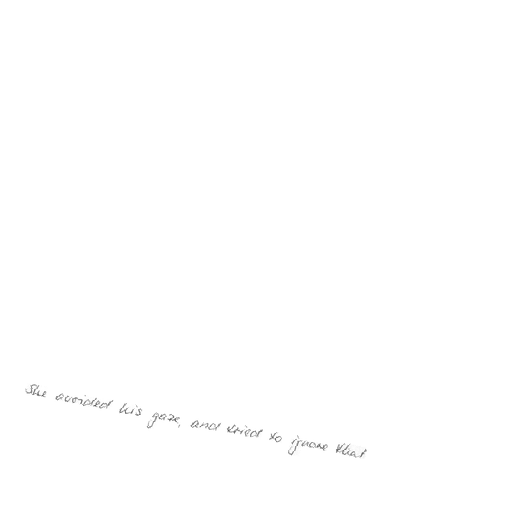 She avoided his gaze, and tried to ignore that